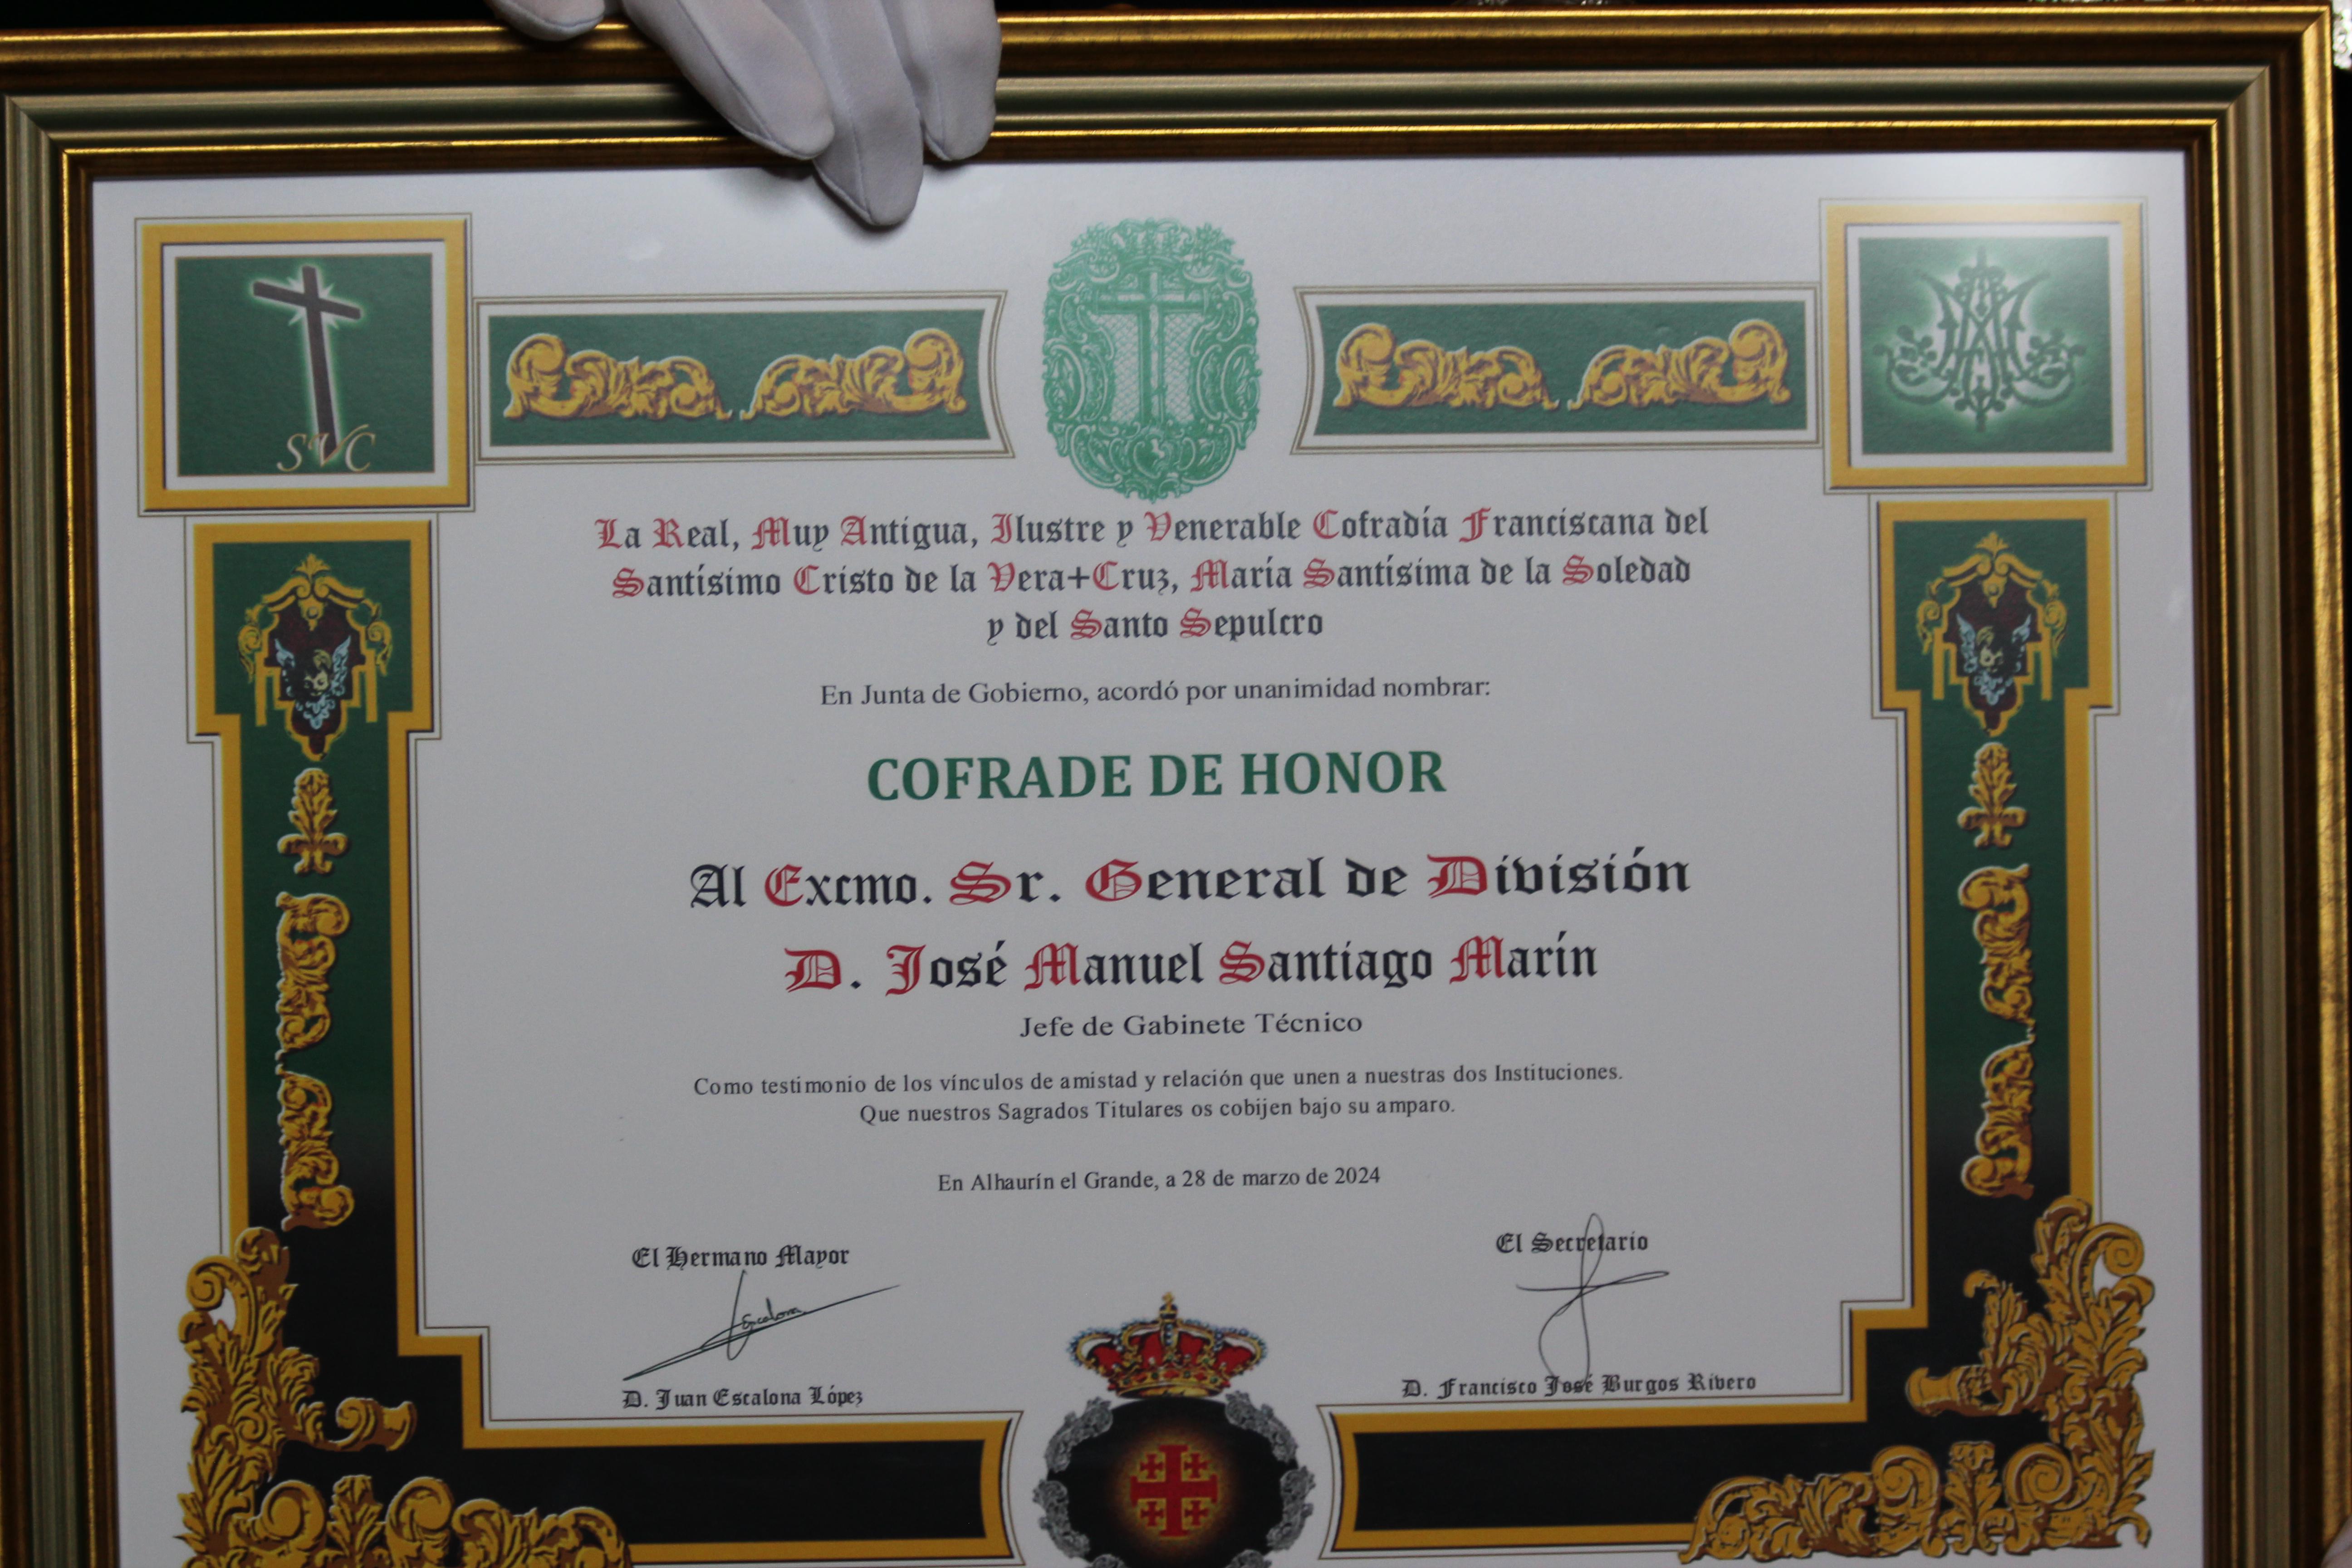 SVC
La Real, Muy Antigua, Ilustre y Venerable Cofradía Franciscana del
Santísimo Cristo de la Vera+Cruz, María Santísima de la Soledad
y del Santo Sepulcro
En Junta de Gobierno, acordó por unanimidad nombrar:
COFRADE DE HONOR
Al Excmo. Sr. General de División
D. José Manuel Santiago Marín
Jefe de Gabinete Técnico
Como testimonio de los vínculos de amistad y relación que unen a nuestras dos Instituciones.
Que nuestros Sagrados Titulares os cobijen bajo su amparo.
En Alhaurín el Grande, a 28 de marzo de 2024
El Hermano Mayor
Escalona
D. Juan Escalona López
El Secretario
D. Francisco José Burgos Ribero